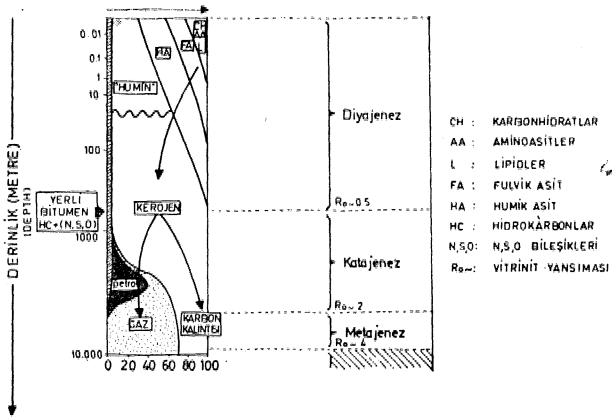 DERİNLİK (METRE)
(DEPTH)
0.01
0.1
1
10
100
1000
10.000
YERLİ
BITUMEN
HC+(N,S,O)
CH
AA
L
FA
HA
"HUMİN"
KEROJEN
petrol
GAZ
KARBON
KALINTISI
0 20 40 60 80 100
Diyajenez
Ro~0.5
Katajenez
Ro~2
Metajenez
Ro~4
CH : KARBONHİDRATLAR
AA : AMİNOASİTLER
L : LİPİDLER
FA : FULVİK ASİT
HA : HUMİK ASİT
HC : HİDROKARBONLAR
N,S,O: N,S,O BİLEŞİKLERİ
Ro~: VİTRİNİT YANSIMASI